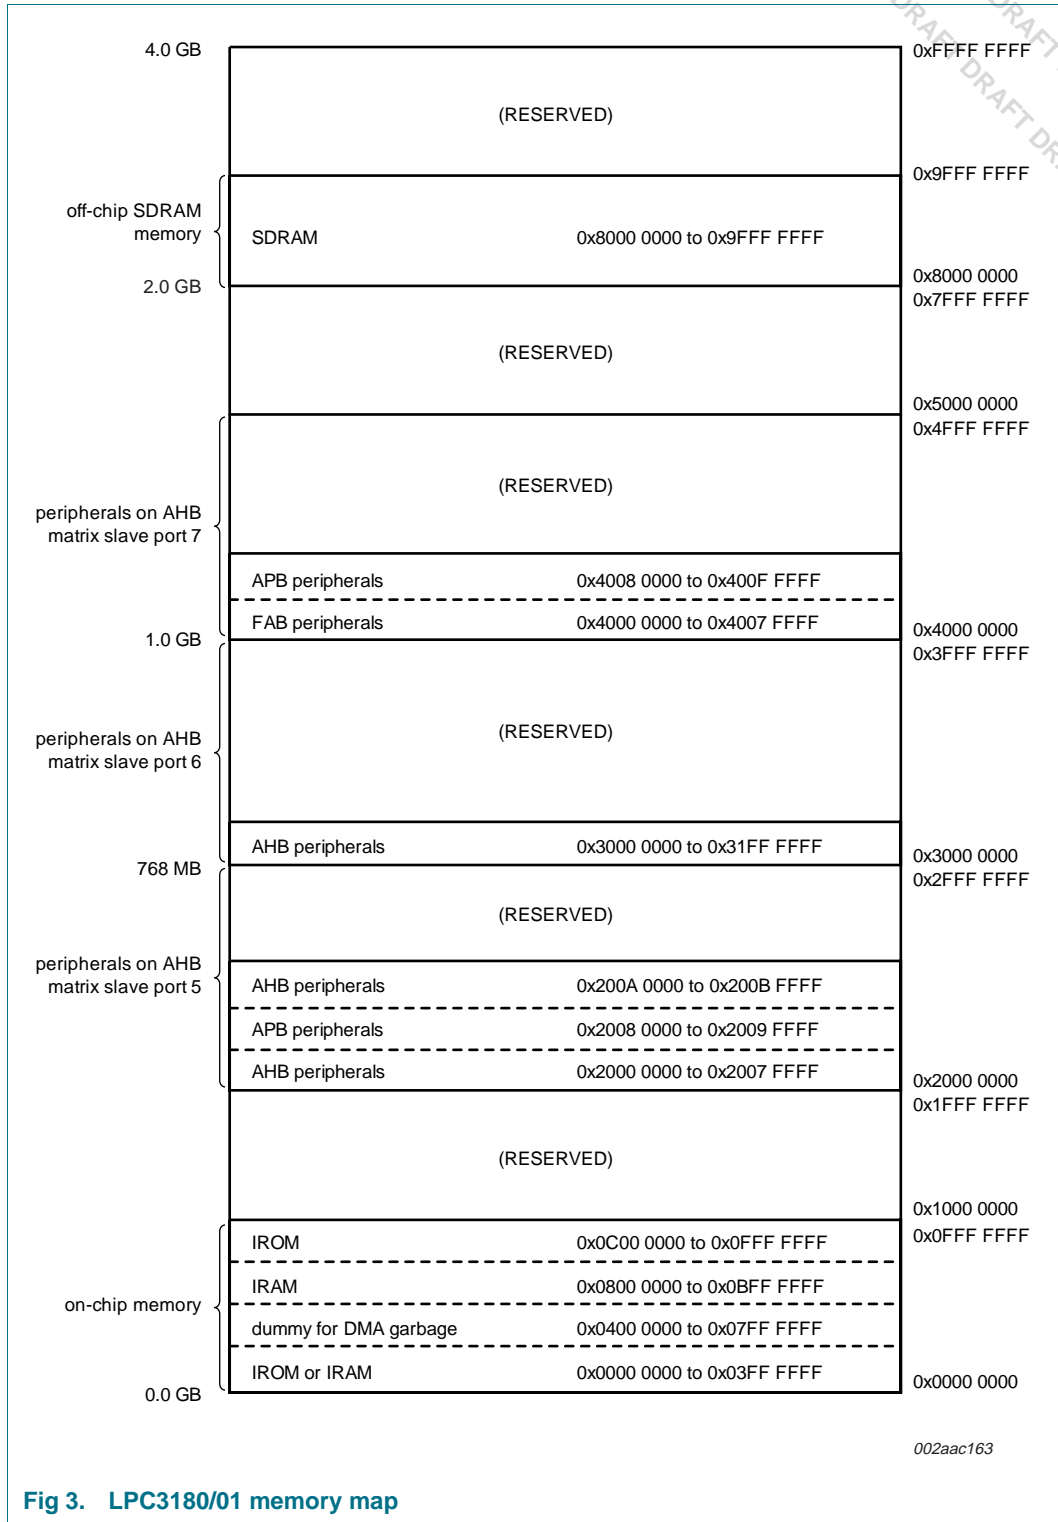 DRAFT DRAFT DRAFT DR
DRAFT
4.0 GB
0xFFFF FFFF
(RESERVED)
0x9FFF FFFF
off-chip SDRAM
memory
SDRAM 0x8000 0000 to 0x9FFF FFFF
0x8000 0000
2.0 GB
0x7FFF FFFF
(RESERVED)
0x5000 0000
0x4FFF FFFF
(RESERVED)
peripherals on AHB
matrix slave port 7
APB peripherals 0x4008 0000 to 0x400F FFFF
FAB peripherals 0x4000 0000 to 0x4007 FFFF
0x4000 0000
1.0 GB
0x3FFF FFFF
(RESERVED)
peripherals on AHB
matrix slave port 6
AHB peripherals 0x3000 0000 to 0x31FF FFFF
0x3000 0000
768 MB
0x2FFF FFFF
(RESERVED)
peripherals on AHB
matrix slave port 5
AHB peripherals 0x200A 0000 to 0x200B FFFF
APB peripherals 0x2008 0000 to 0x2009 FFFF
AHB peripherals 0x2000 0000 to 0x2007 FFFF
0x2000 0000
0x1FFF FFFF
(RESERVED)
0x1000 0000
0x0FFF FFFF
IROM 0x0C00 0000 to 0x0FFF FFFF
IRAM 0x0800 0000 to 0x0BFF FFFF
on-chip memory
dummy for DMA garbage 0x0400 0000 to 0x07FF FFFF
IROM or IRAM 0x0000 0000 to 0x03FF FFFF
0x0000 0000
0.0 GB
002aac163
Fig 3. LPC3180/01 memory map